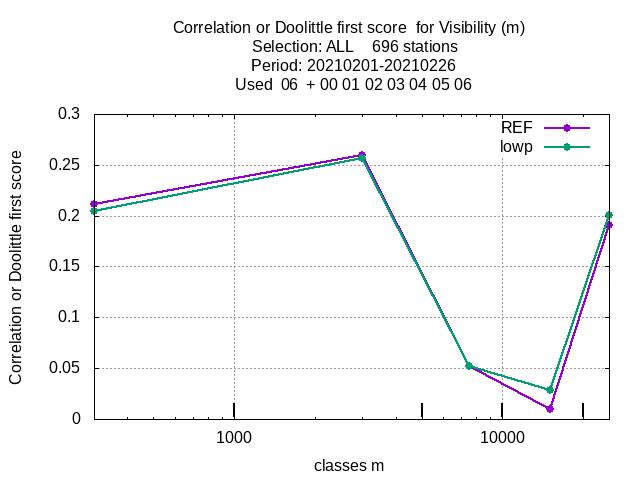 Correlation or Doolittle first score  for Visibility (m)
Selection: ALL    696 stations
Period: 20210201-20210226
Used  06  + 00 01 02 03 04 05 06
REF
lowp
0.3
0.25
0.2
0.15
0.1
0.05
0
Correlation or Doolittle first score
1000
10000
classes m